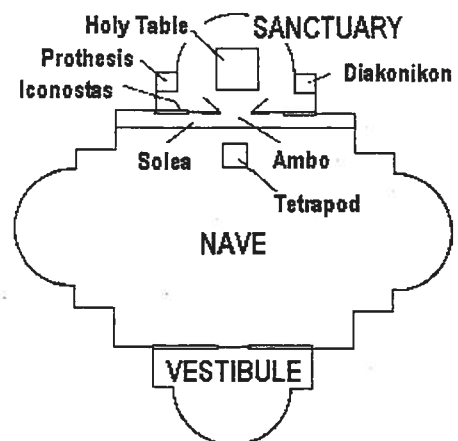 Holy Table
SANCTUARY
Prothesis
Diakonikon
Iconostas
Solea
Ambo
Tetrapod
NAVE
VESTIBULE